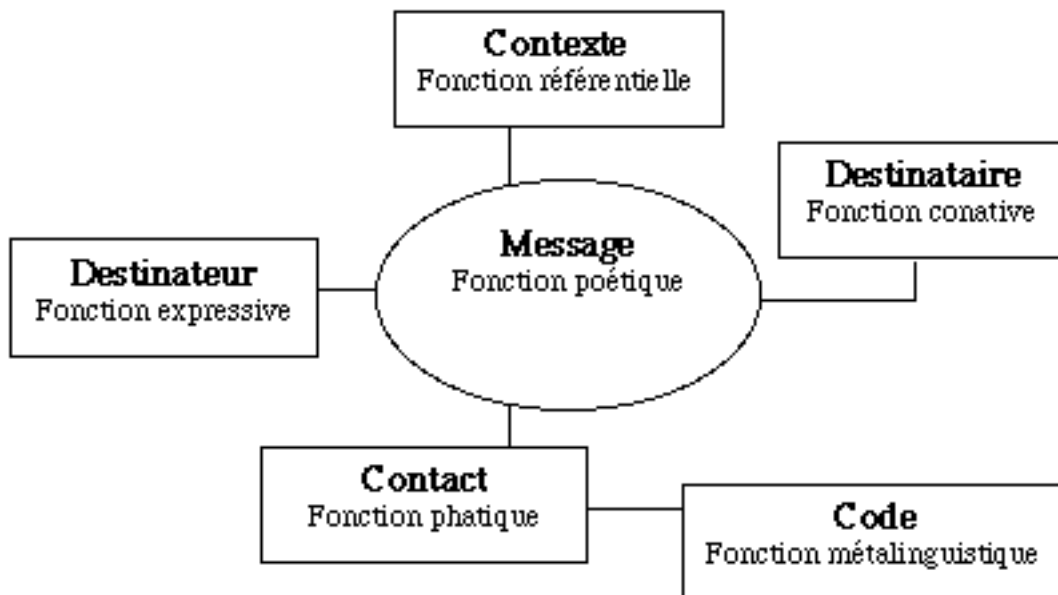 Contexte
Fonction référentielle
Destinataire
Fonction conative
Message
Fonction poétique
Destinateur
Fonction expressive
Contact
Fonction phatique
Code
Fonction métalinguistique